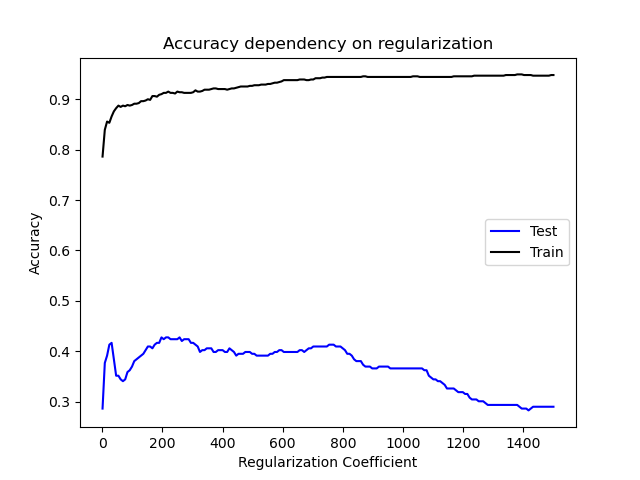 Accuracy dependency on regularization
Accuracy
0.9
0.8
0.7
0.6
0.5
0.4
0.3
Test
Train
0 200 400 600 800 1000 1200 1400
Regularization Coefficient